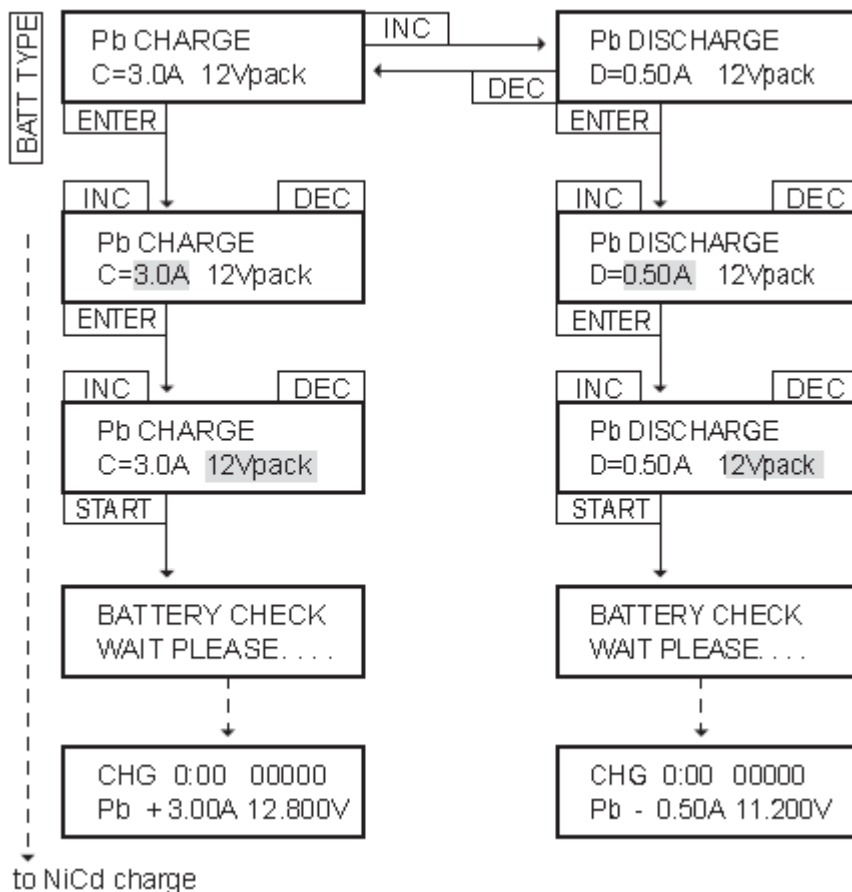 BATT TYPE
Pb CHARGE
C=3.0A 12Vpack
INC
DEC
Pb DISCHARGE
D=0.50A 12Vpack
ENTER
ENTER
INC
DEC
INC
DEC
Pb CHARGE
C=3.0A 12Vpack
Pb DISCHARGE
D=0.50A 12Vpack
ENTER
ENTER
INC
DEC
INC
DEC
Pb CHARGE
C=3.0A 12Vpack
Pb DISCHARGE
D=0.50A 12Vpack
START
START
BATTERY CHECK
WAIT PLEASE. . . .
BATTERY CHECK
WAIT PLEASE. . . .
CHG 0:00 00000
Pb +3.00A 12.800V
CHG 0:00 00000
Pb - 0.50A 11.200V
to NiCd charge